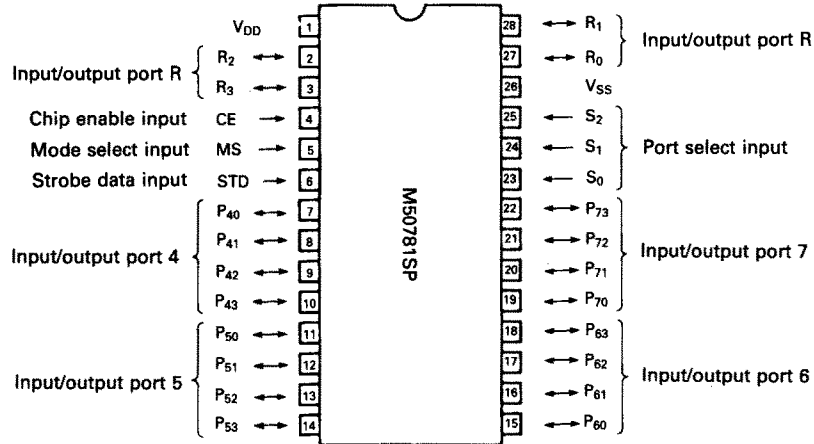 V_DD 1 28 R₁
Input/output port R
R₂ 2 27 R₀
Input/output port R
R₃ 3 26 V_SS
Chip enable input CE 4 25 S₂
Mode select input MS 5 24 S₁ Port select input
Strobe data input STD 6 23 S₀
P₄₀ 7 22 P₇₃
P₄₁ 8 21 P₇₂
Input/output port 4
Input/output port 7
P₄₂ 9 20 P₇₁
P₄₃ 10 19 P₇₀
P₅₀ 11 18 P₆₃
P₅₁ 12 17 P₆₂
Input/output port 5
Input/output port 6
P₅₂ 13 16 P₆₁
P₅₃ 14 15 P₆₀
M50781SP